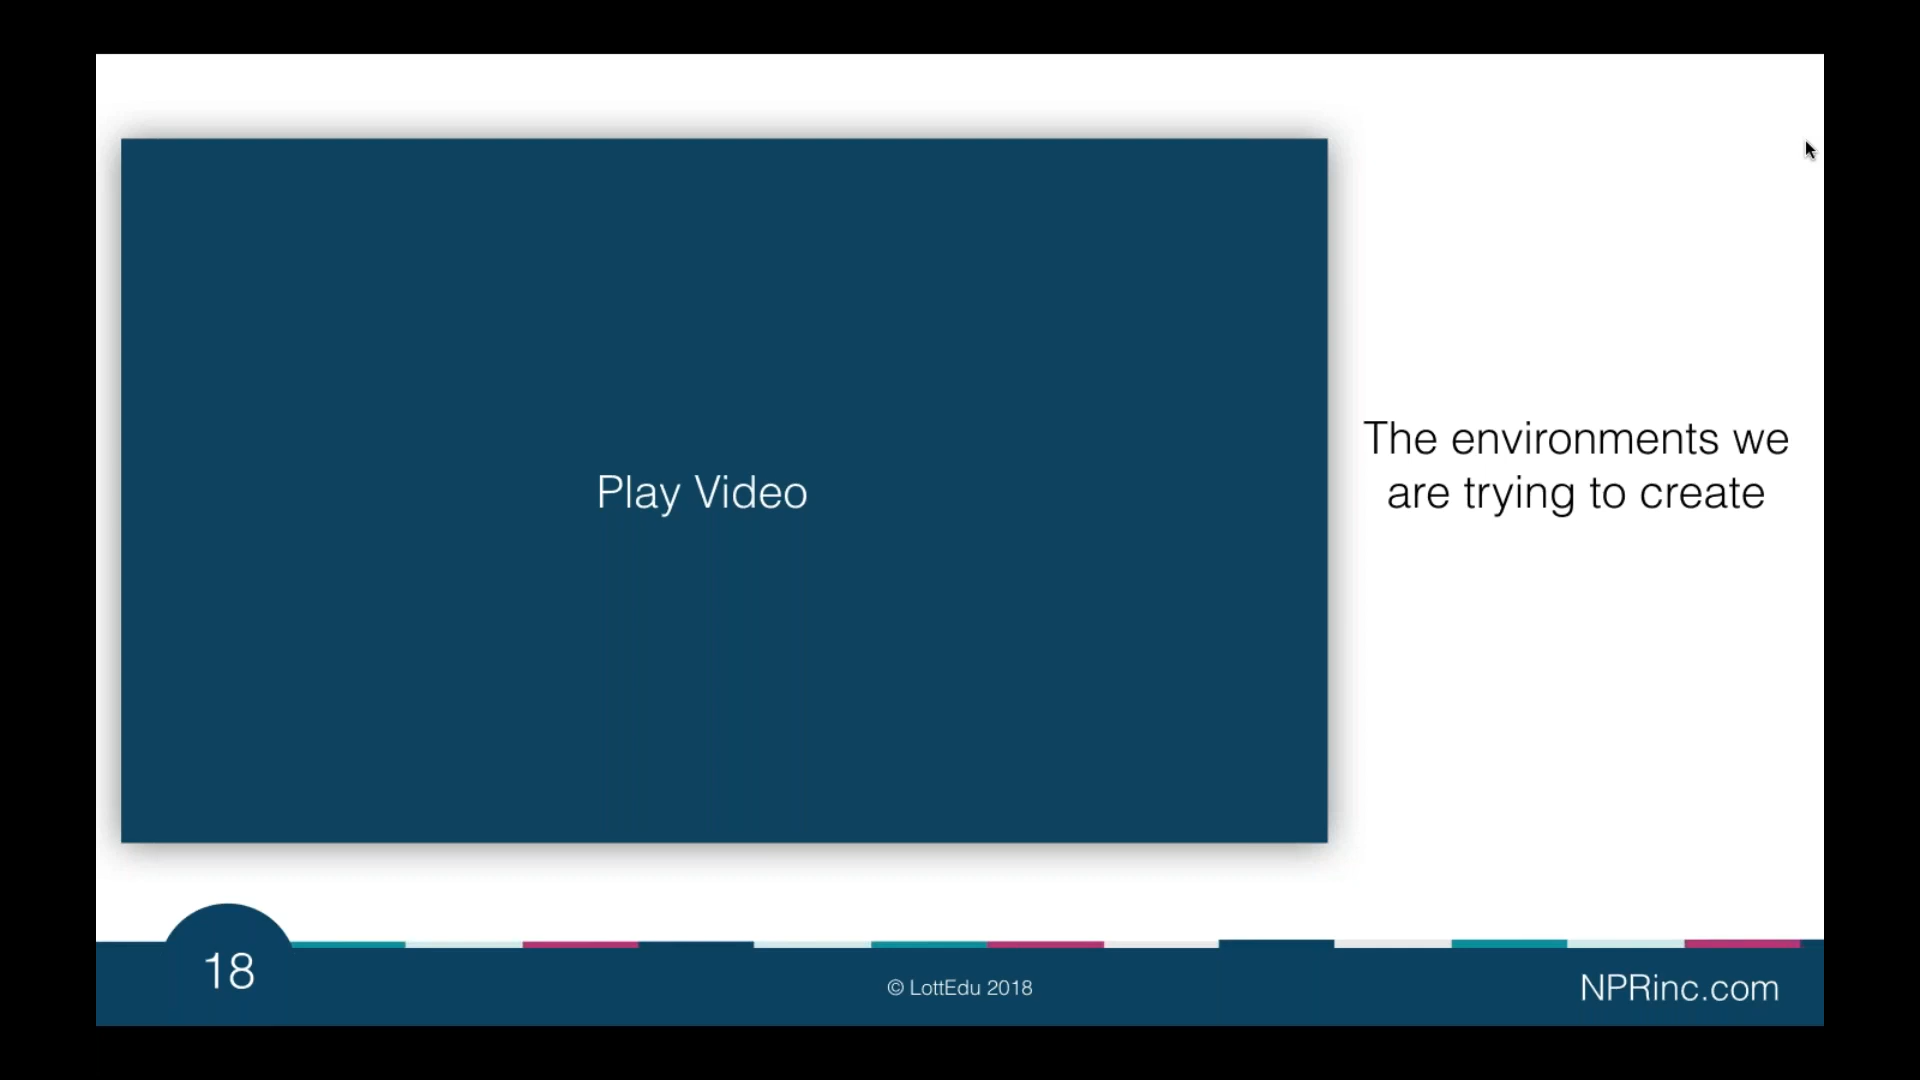 Play Video
The environments we
are trying to create
18
© LottEdu 2018
NPRinc.com